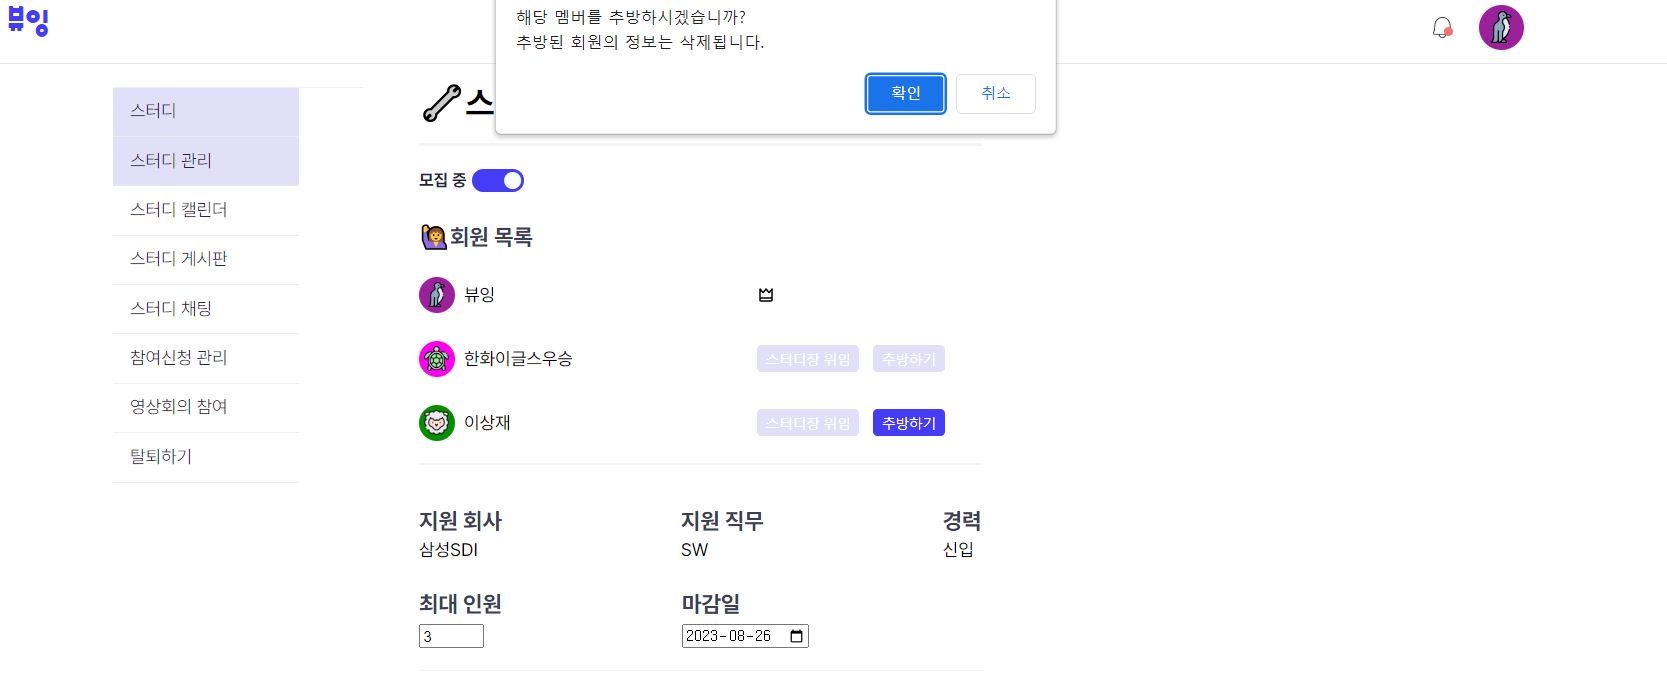 뷰잉
해당 멤버를 추방하시겠습니까?
추방된 회원의 정보는 삭제됩니다.
확인
취소
스터디
스터디 관리
스터디 캘린더
스터디 게시판
스터디 채팅
참여신청 관리
영상회의 참여
탈퇴하기
스
모집 중
회원 목록
뷰잉
한화이글스우승
스터디장 위임
추방하기
이상재
스터디장 위임
추방하기
지원 회사
지원 직무
경력
삼성SDI
SW
신입
최대 인원
마감일
3
2023-08-26